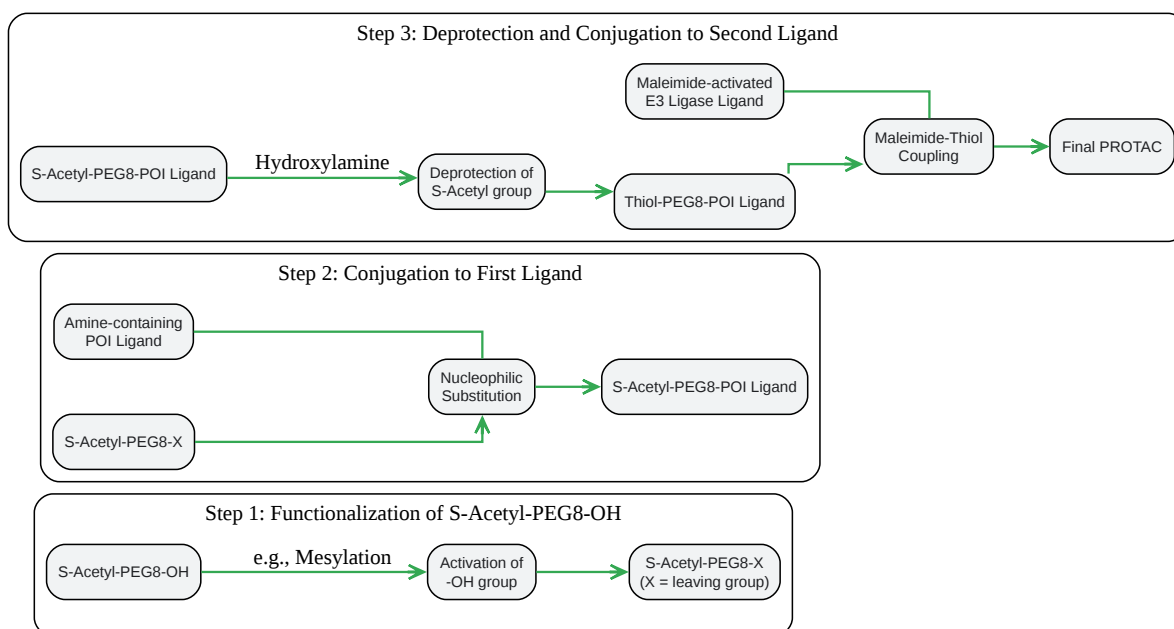 Step 3: Deprotection and Conjugation to Second Ligand
Maleimide-activated
E3 Ligase Ligand
S-Acetyl-PEG8-POI Ligand
Hydroxylamine
Deprotection of
S-Acetyl group
Thiol-PEG8-POI Ligand
Maleimide-Thiol
Coupling
Final PROTAC
Step 2: Conjugation to First Ligand
Amine-containing
POI Ligand
S-Acetyl-PEG8-X
Nucleophilic
Substitution
S-Acetyl-PEG8-POI Ligand
Step 1: Functionalization of S-Acetyl-PEG8-OH
S-Acetyl-PEG8-OH
e.g., Mesylation
Activation of
-OH group
S-Acetyl-PEG8-X
(X = leaving group)